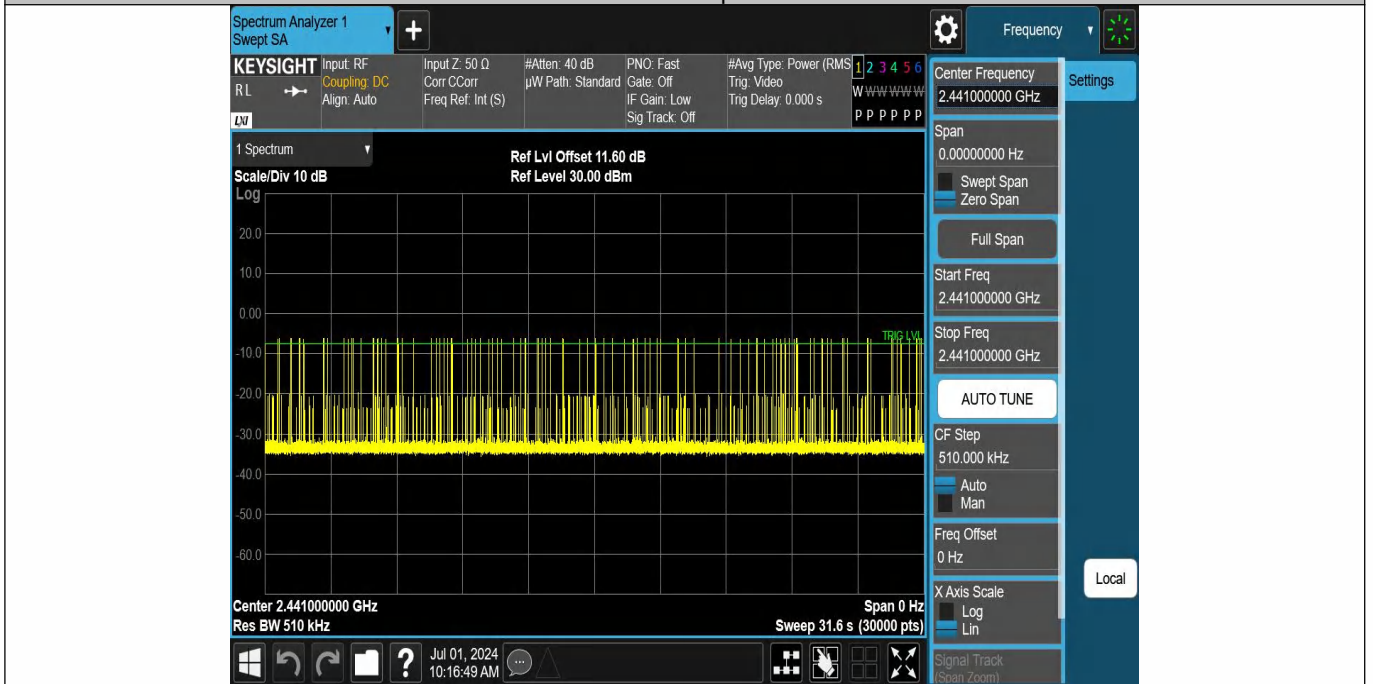 Spectrum Analyzer 1
Swept SA
+
Frequency
KEYSIGHT
RL
LXI
Input: RF
Coupling: DC
Align: Auto
Input Z: 50 Ω
Corr CCorr
Freq Ref: Int (S)
#Atten: 40 dB
µW Path: Standard
PNO: Fast
Gate: Off
IF Gain: Low
Sig Track: Off
#Avg Type: Power (RMS
Trig: Video
Trig Delay: 0.000 s
1 2 3 4 5 6
W W W W W W
P P P P P P
1 Spectrum
Scale/Div 10 dB
Log
Ref Lvl Offset 11.60 dB
Ref Level 30.00 dBm
20.0
10.0
0.00
TRIG LVL
-10.0
-20.0
-30.0
-40.0
-50.0
-60.0
Center 2.441000000 GHz
Res BW 510 kHz
Span 0 Hz
Sweep 31.6 s (30000 pts)
Center Frequency
2.441000000 GHz
Settings
Span
0.00000000 Hz
Swept Span
Zero Span
Full Span
Start Freq
2.441000000 GHz
Stop Freq
2.441000000 GHz
AUTO TUNE
CF Step
510.000 kHz
Auto
Man
Freq Offset
0 Hz
X Axis Scale
Log
Lin
Local
Signal Track
(Span Zoom)
?
Jul 01, 2024
10:16:49 AM